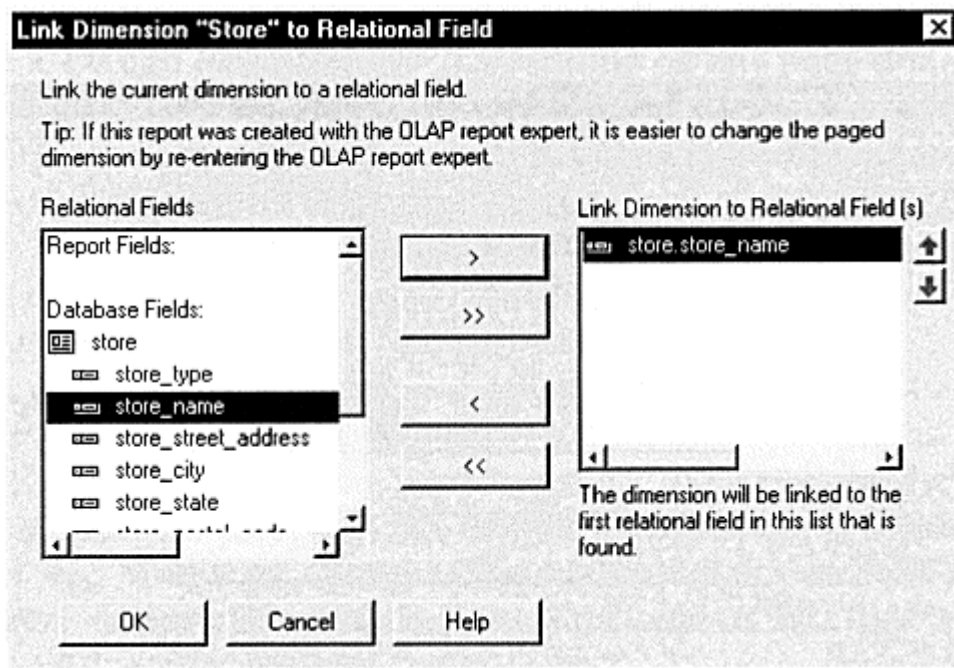 Link Dimension "Store" to Relational Field
Link the current dimension to a relational field.
Tip: If this report was created with the OLAP report expert, it is easier to change the paged
dimension by re-entering the OLAP report expert.
Relational Fields
Report Fields:
Database Fields:
store
store_type
store_name
store_street_address
store_city
store_state
>
>>
<
<<
Link Dimension to Relational Field (s)
store.store_name
The dimension will be linked to the
first relational field in this list that is
found.
OK
Cancel
Help